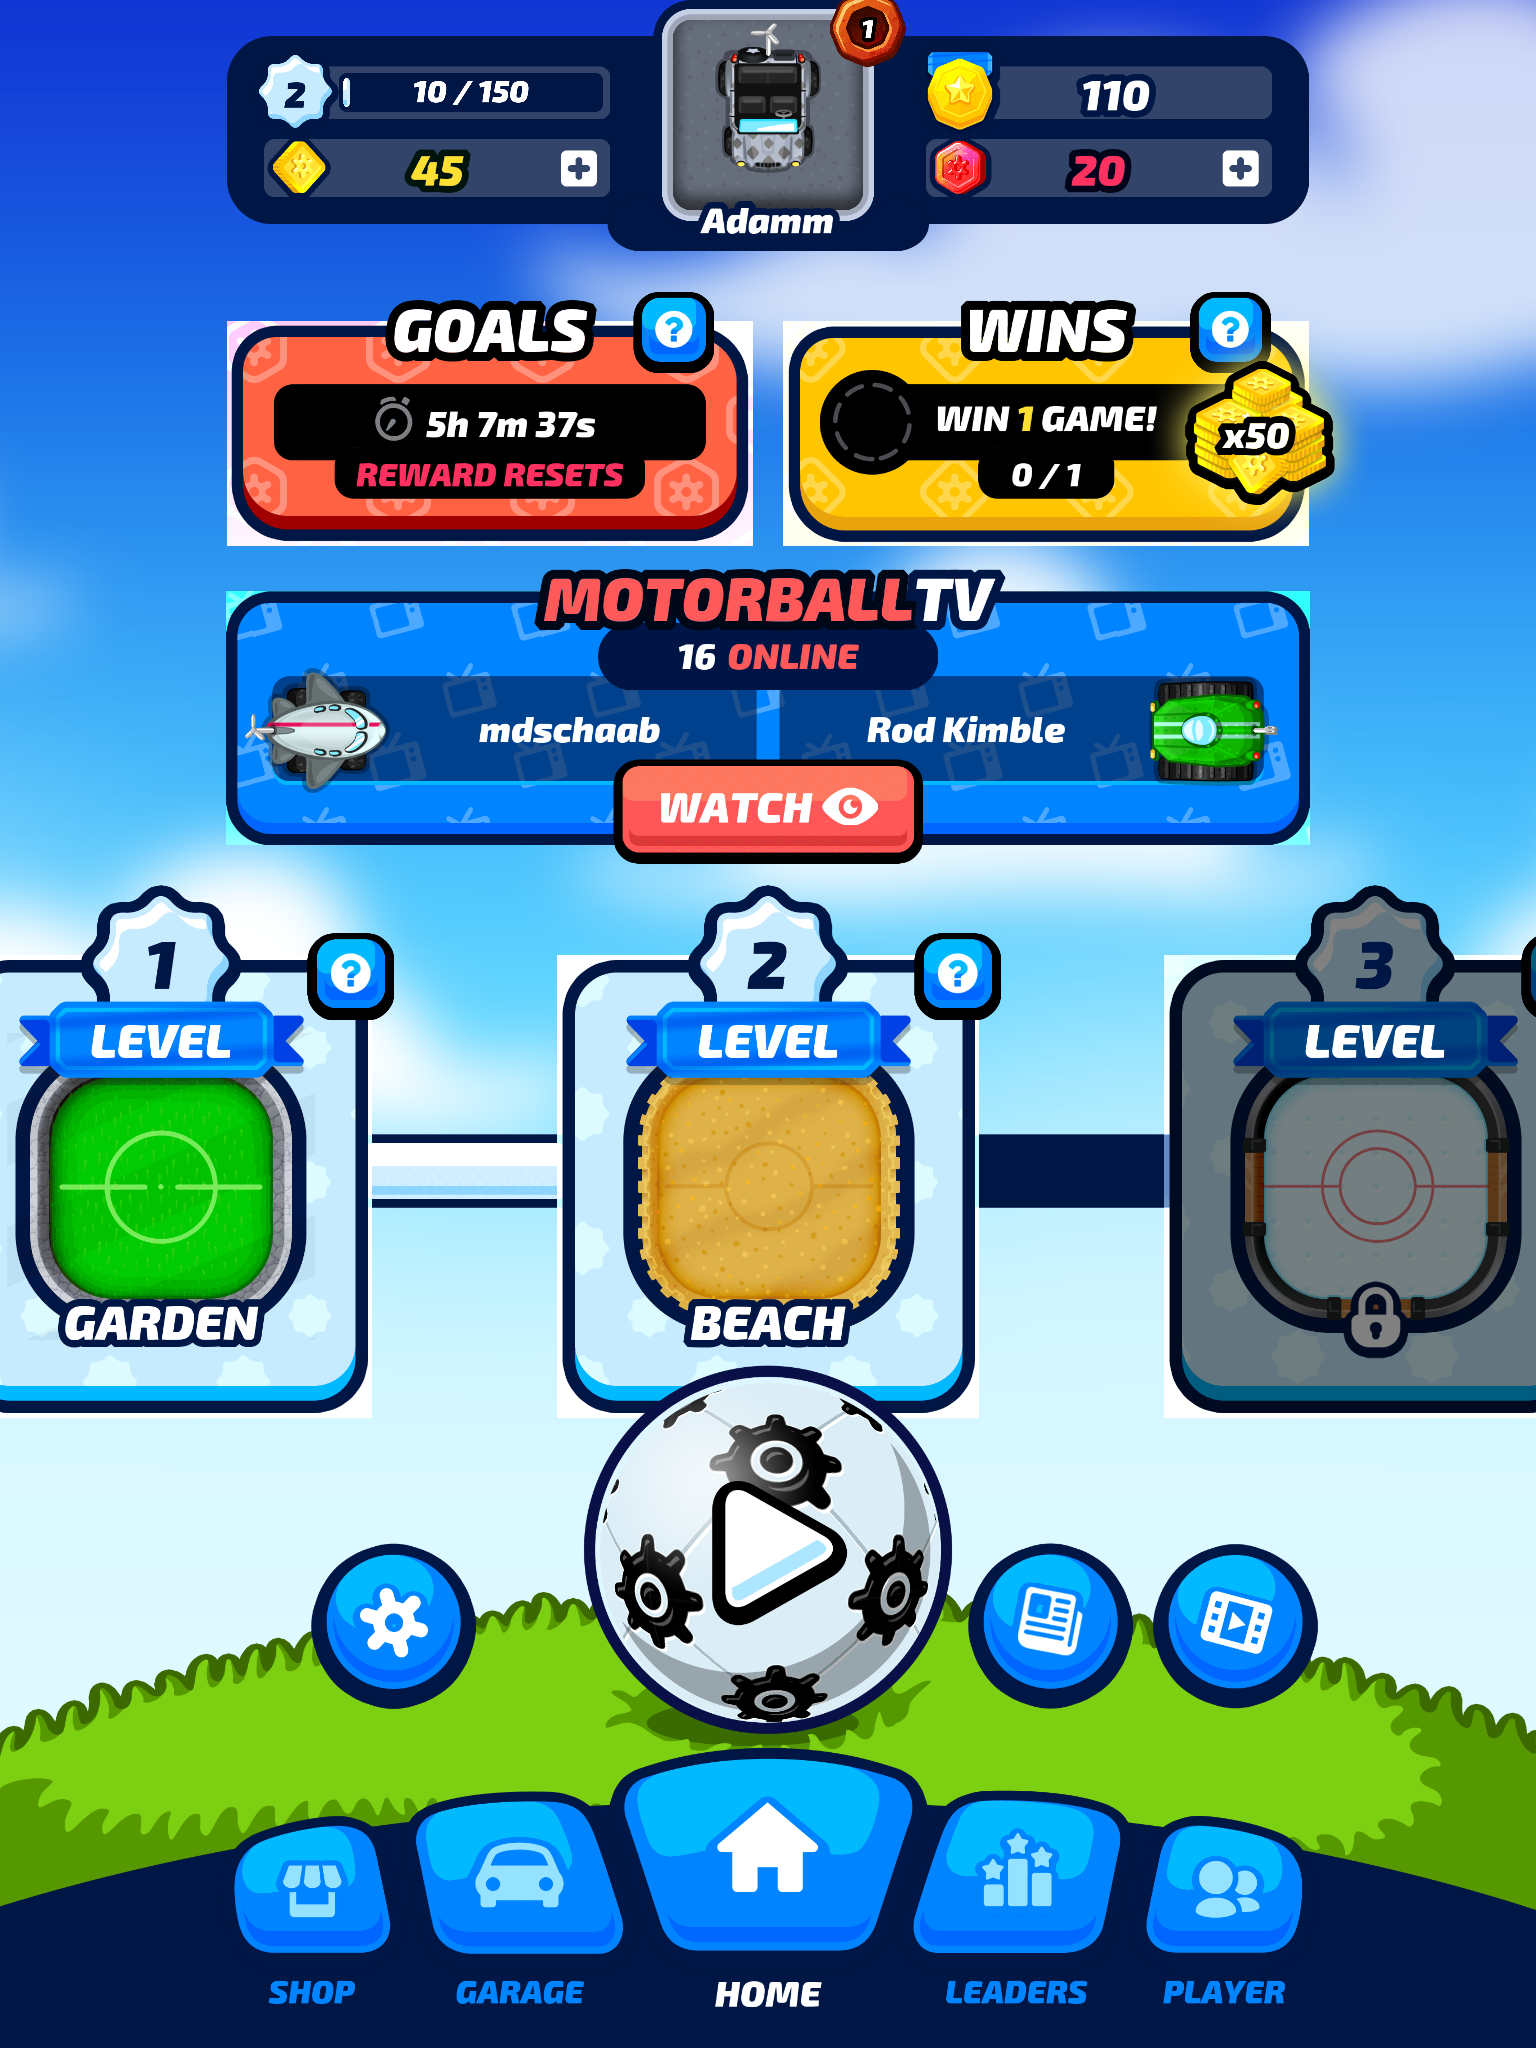 2
10 / 150
45
1
Adamm
110
20
GOALS
5h 7m 37s
REWARD RESETS
WINS
WIN 1 GAME!
0 / 1
x50
MOTORBALLTV
16 ONLINE
mdschaab
Rod Kimble
WATCH
1
LEVEL
GARDEN
2
LEVEL
BEACH
3
LEVEL
SHOP
GARAGE
HOME
LEADERS
PLAYER